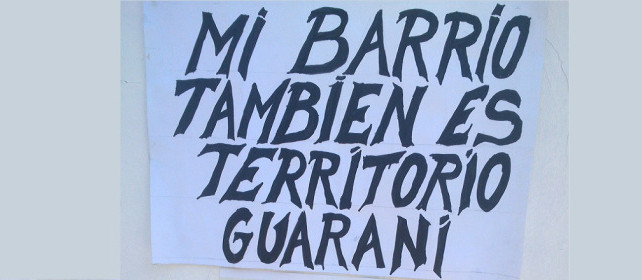 Mi BARRiO
TAMBiEN ES
TERRiTORiO
GUARANi